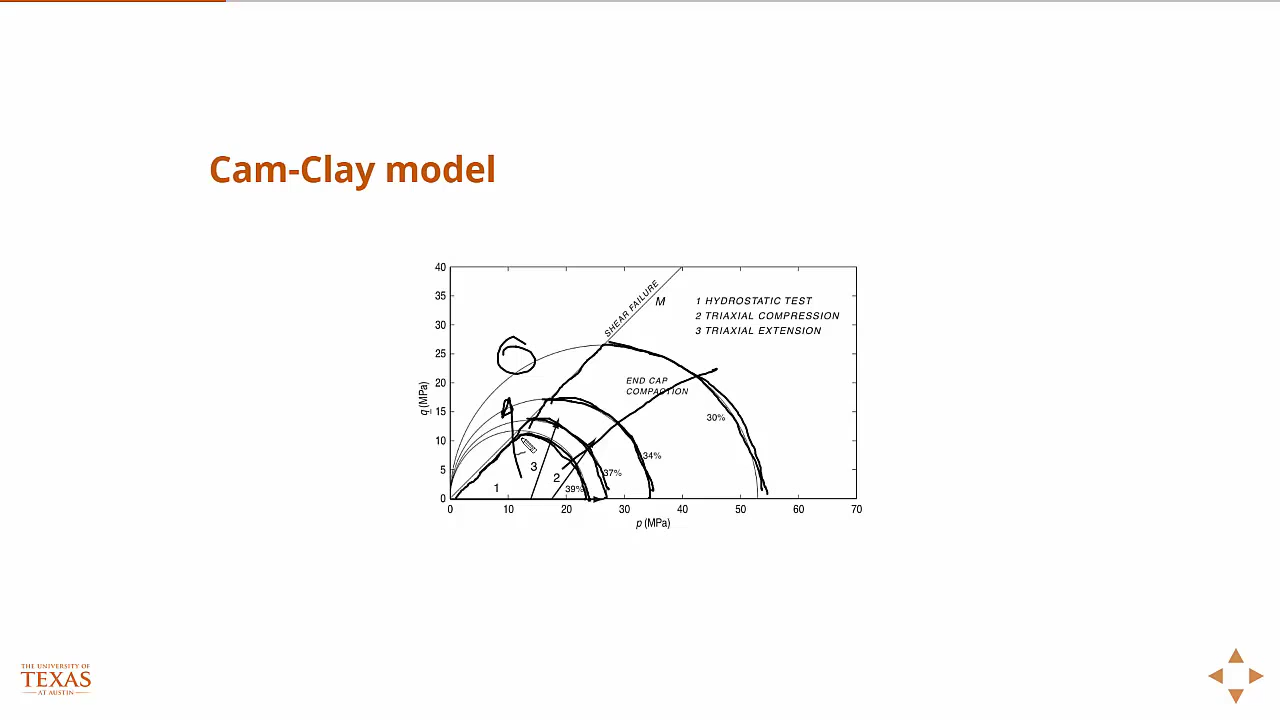 Cam-Clay model
40
35
30
25
20
15
10
5
0
q (MPa)
SHEAR FAILURE
M
1 HYDROSTATIC TEST
2 TRIAXIAL COMPRESSION
3 TRIAXIAL EXTENSION
END CAP
COMPACTION
30%
34%
37%
39%
1
3
2
0 10 20 30 40 50 60 70
p (MPa)
THE UNIVERSITY OF
TEXAS
AT AUSTIN